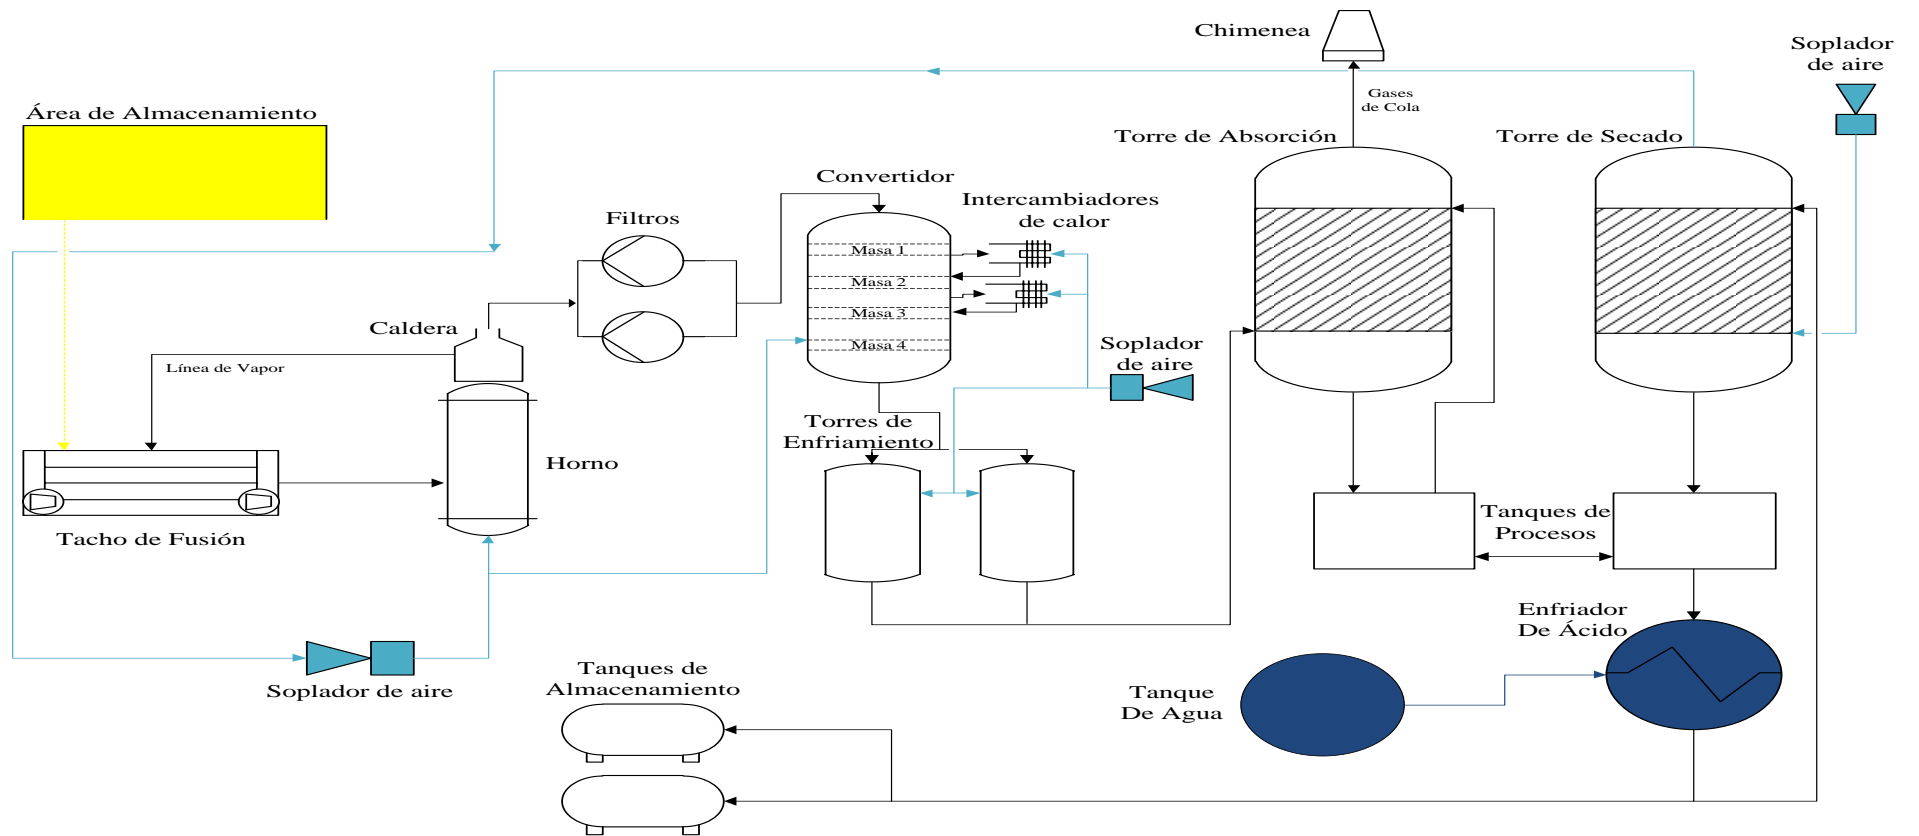 Chimenea
Soplador
de aire
Gases
de Cola
Área de Almacenamiento
Torre de Absorción
Torre de Secado
Convertidor
Intercambiadores
de calor
Filtros
Masa 1
Masa 2
Masa 3
Masa 4
Caldera
Línea de Vapor
Soplador
de aire
Torres de
Enfriamiento
Horno
Tacho de Fusión
Tanques de
Procesos
Enfriador
De Ácido
Soplador de aire
Tanques de
Almacenamiento
Tanque
De Agua